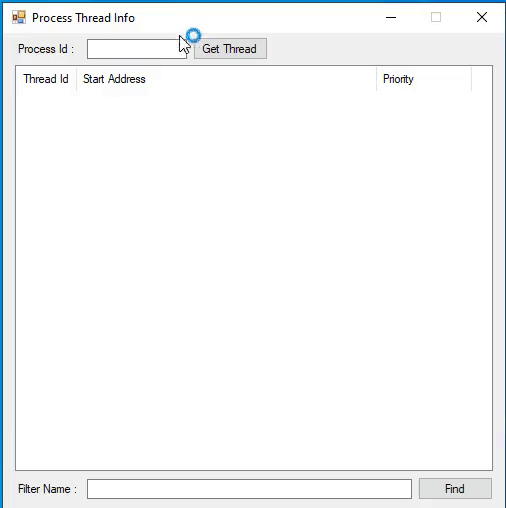 Process Thread Info
Process Id : Get Thread
Thread Id Start Address Priority
Filter Name : Find